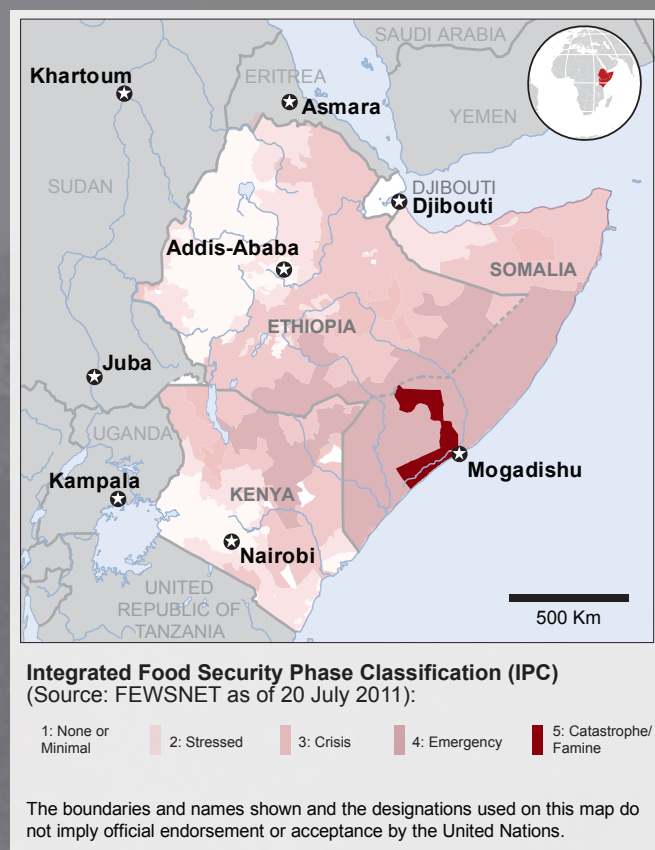 SAUDI ARABIA
Khartoum
ERITREA
Asmara
YEMEN
SUDAN
DJIBOUTI
Djibouti
Addis-Ababa
SOMALIA
ETHIOPIA
Juba
UGANDA
Kampala
Mogadishu
KENYA
Nairobi
UNITED
REPUBLIC OF
TANZANIA
500 Km
Integrated Food Security Phase Classification (IPC)
(Source: FEWSNET as of 20 July 2011):
1: None or
Minimal
2: Stressed
3: Crisis
4: Emergency
5: Catastrophe/
Famine
The boundaries and names shown and the designations used on this map do
not imply official endorsement or acceptance by the United Nations.